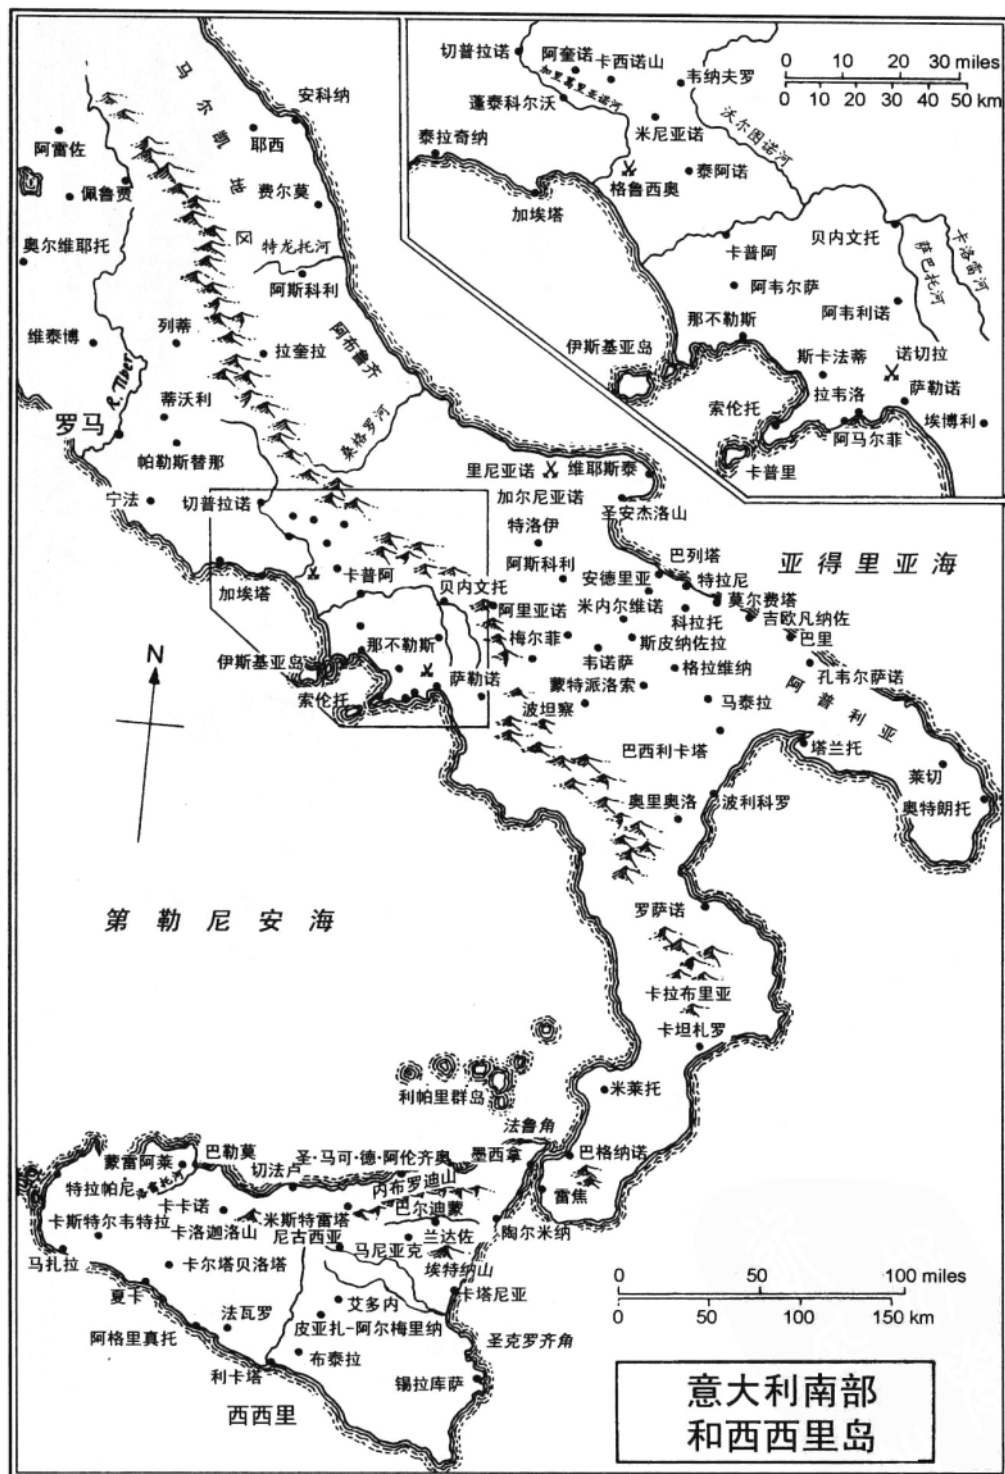 切普拉诺
阿奎诺
卡西诺山
韦纳夫罗
加里葛里亚诺河
蓬泰科尔沃
沃尔图诺河
米尼亚诺
泰拉奇纳
泰阿诺
格鲁西奥
加埃塔
卡普阿
贝内文托
萨巴托河
卡洛雷河
阿韦尔萨
阿韦利诺
那不勒斯
伊斯基亚岛
斯卡法蒂
诺切拉
拉韦洛
萨勒诺
索伦托
阿马尔菲
埃博利
卡普里
0 10 20 30 miles
0 10 20 30 40 50 km
马尔凯地区
安科纳
耶西
阿雷佐
佩鲁贾
费尔莫
奥尔维耶托
特龙托河
阿斯科利
维泰博
列蒂
拉奎拉
阿布鲁齐
R. Tiber
蒂沃利
罗马
桑格罗河
帕勒斯替那
宁法
切普拉诺
里尼亚诺
维耶斯泰
加尔尼亚诺
圣安杰洛山
特洛伊
亚得里亚海
阿斯科利
巴列塔
安德里亚
特拉尼
加埃塔
卡普阿
贝内文托
阿里亚诺
米内尔维诺
莫尔费塔
科拉托
吉欧凡纳佐
梅尔菲
斯皮纳佐拉
巴里
那不勒斯
韦诺萨
格拉维纳
孔韦尔萨诺
伊斯基亚岛
萨勒诺
蒙特派洛索
马泰拉
阿普利亚
索伦托
波坦察
N
巴西利卡塔
塔兰托
莱切
奥里奥洛
波利科罗
奥特朗托
第勒尼安海
罗萨诺
卡拉布里亚
卡坦札罗
米莱托
利帕里群岛
法鲁角
巴勒莫
圣·马可·德·阿伦齐奥
墨西拿
巴格纳诺
蒙雷阿莱
切法卢
内布罗迪山
特拉帕尼
洛雷托河
雷焦
卡卡诺
米斯特雷塔
巴尔迪蒙
卡斯特尔韦特拉
卡洛迦洛山
尼古西亚
兰达佐
陶尔米纳
马尼亚克
马扎拉
卡尔塔贝洛塔
埃特纳山
卡塔尼亚
夏卡
艾多内
法瓦罗
皮亚扎-阿尔梅里纳
阿格里真托
圣克罗齐角
布泰拉
利卡塔
锡拉库萨
西西里
0 50 100 miles
0 50 100 150 km
意大利南部
和西西里岛